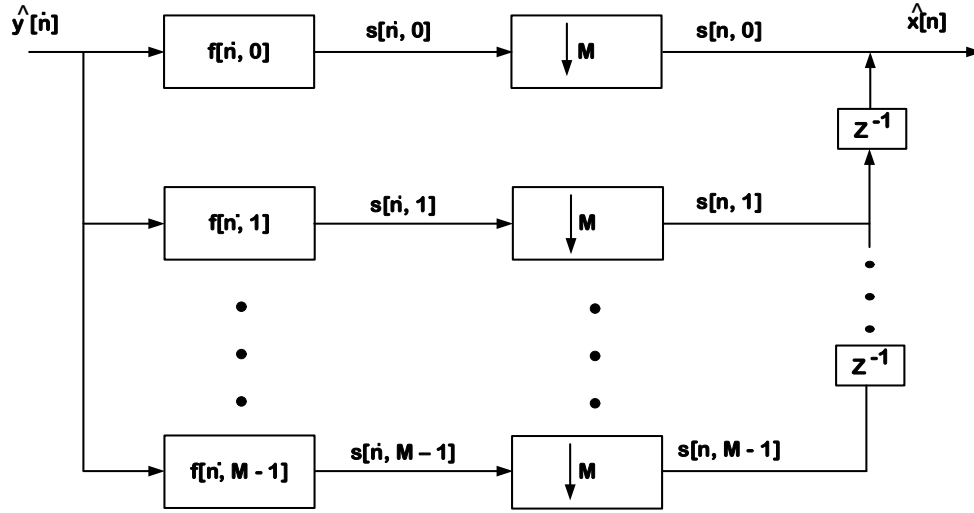 ŷ[ṅ]
f[ṅ, 0]
s[ṅ, 0]
M
s[n, 0]
x̂[n]
Z⁻¹
f[ṅ, 1]
s[ṅ, 1]
M
s[n, 1]
Z⁻¹
f[ṅ, M - 1]
s[ṅ, M – 1]
M
s[n, M - 1]